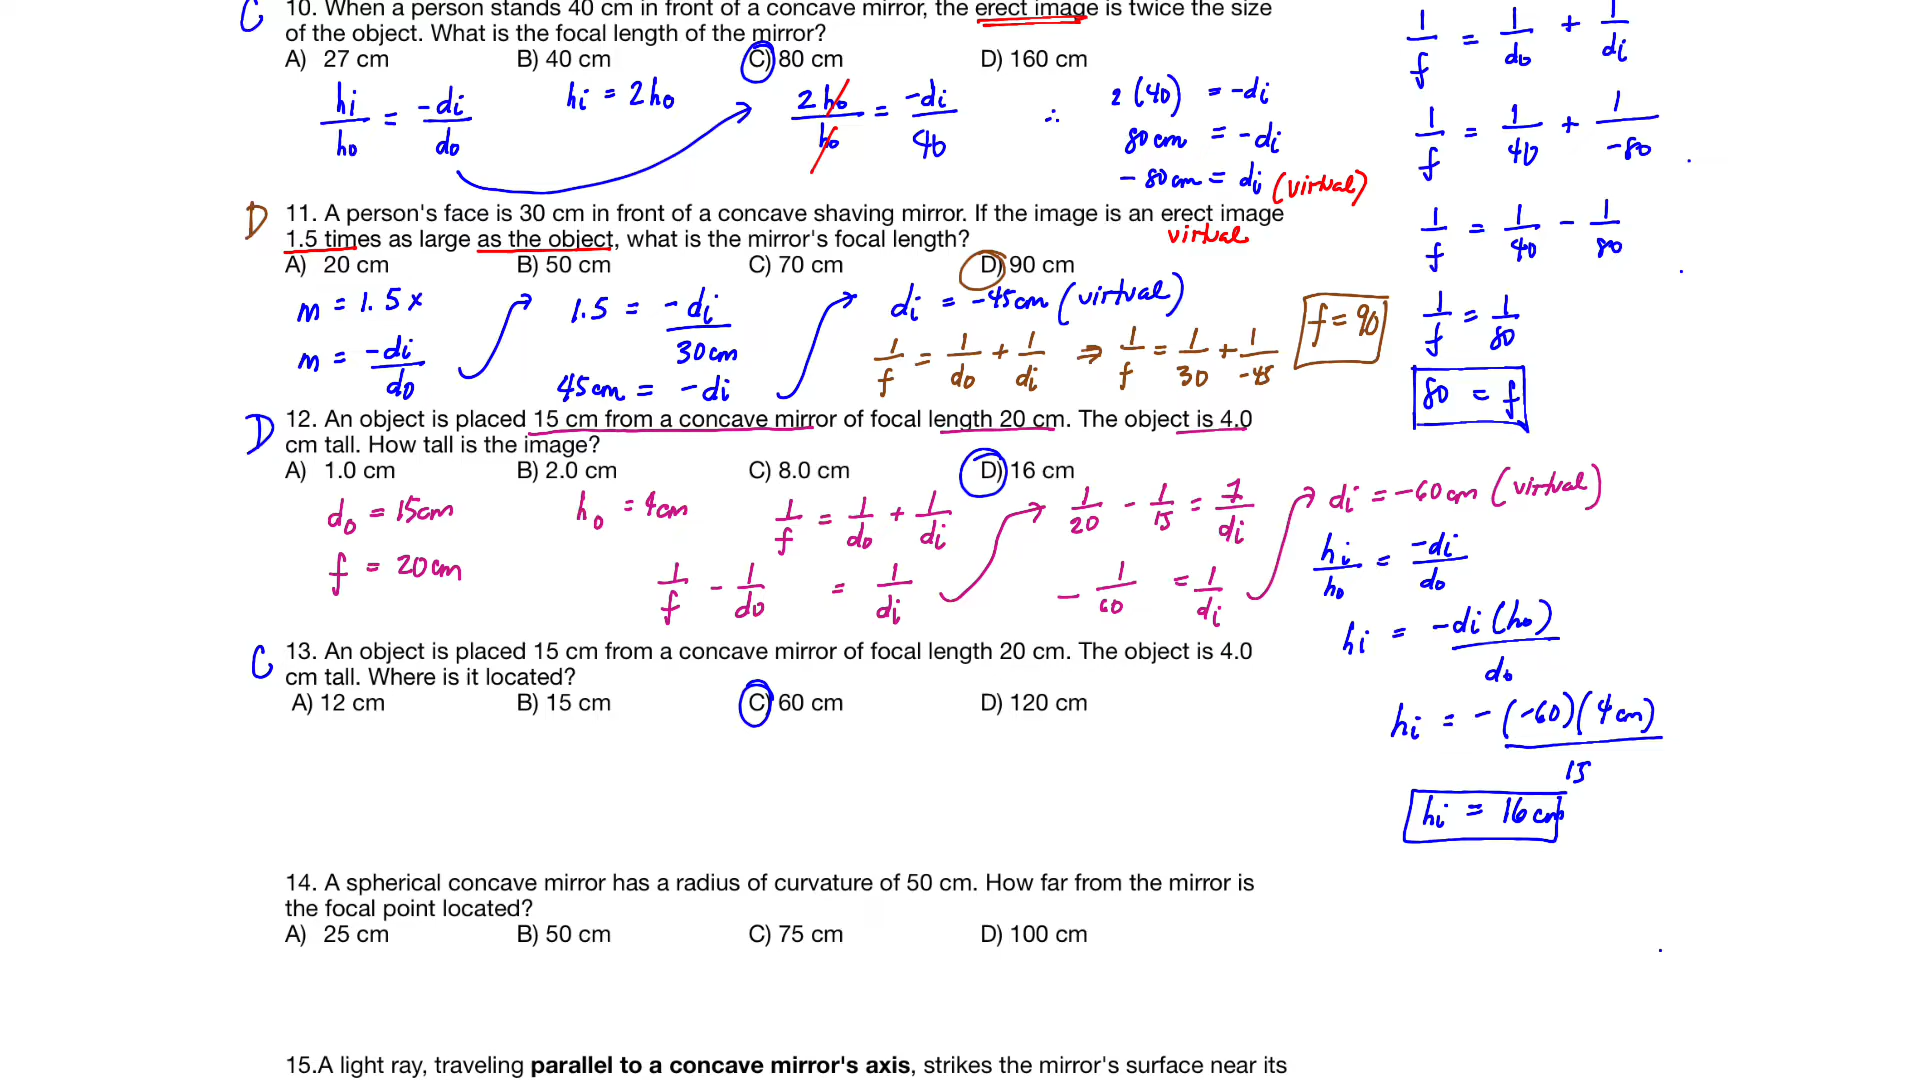 C 10. When a person stands 40 cm in front of a concave mirror, the erect image is twice the size
of the object. What is the focal length of the mirror?
A) 27 cm B) 40 cm C) 80 cm D) 160 cm
hi/ho = -di/do hi = 2ho 2ho/ho = -di/40 ∴ 2(40) = -di
80cm = -di
-80cm = di (virtual)
1/f = 1/do + 1/di
1/f = 1/40 + 1/-80
1/f = 1/40 - 1/80
1/f = 1/80
80 = f
D 11. A person's face is 30 cm in front of a concave shaving mirror. If the image is an erect image
virtual
1.5 times as large as the object, what is the mirror's focal length?
A) 20 cm B) 50 cm C) 70 cm D) 90 cm
m = 1.5x 1.5 = -di/30cm di = -45cm (virtual)
m = -di/do 45cm = -di 1/f = 1/do + 1/di ⇒ 1/f = 1/30 + 1/-45 f = 90
D 12. An object is placed 15 cm from a concave mirror of focal length 20 cm. The object is 4.0
cm tall. How tall is the image?
A) 1.0 cm B) 2.0 cm C) 8.0 cm D) 16 cm
do = 15cm ho = 4cm 1/f = 1/do + 1/di 1/20 - 1/15 = 1/di di = -60cm (virtual)
f = 20cm 1/f - 1/do = 1/di -1/60 = 1/di
hi/ho = -di/do
hi = -di(ho)/do
hi = -(-60)(4cm)/15
hi = 16cm
C 13. An object is placed 15 cm from a concave mirror of focal length 20 cm. The object is 4.0
cm tall. Where is it located?
A) 12 cm B) 15 cm C) 60 cm D) 120 cm
14. A spherical concave mirror has a radius of curvature of 50 cm. How far from the mirror is
the focal point located?
A) 25 cm B) 50 cm C) 75 cm D) 100 cm
15.A light ray, traveling parallel to a concave mirror's axis, strikes the mirror's surface near its